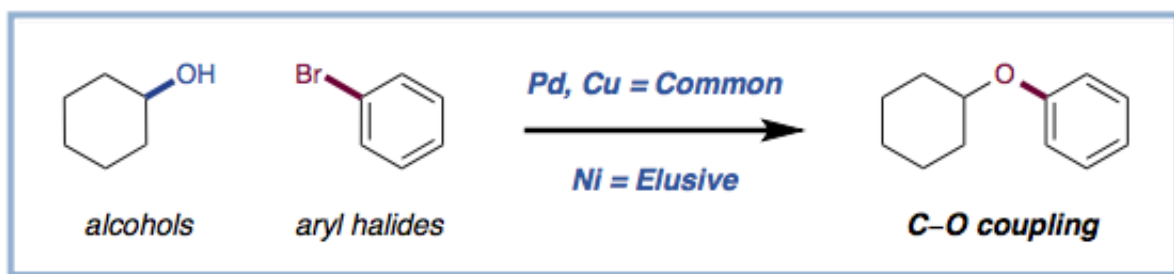 OH
Br
Pd, Cu = Common
O
Ni = Elusive
alcohols
aryl halides
C–O coupling